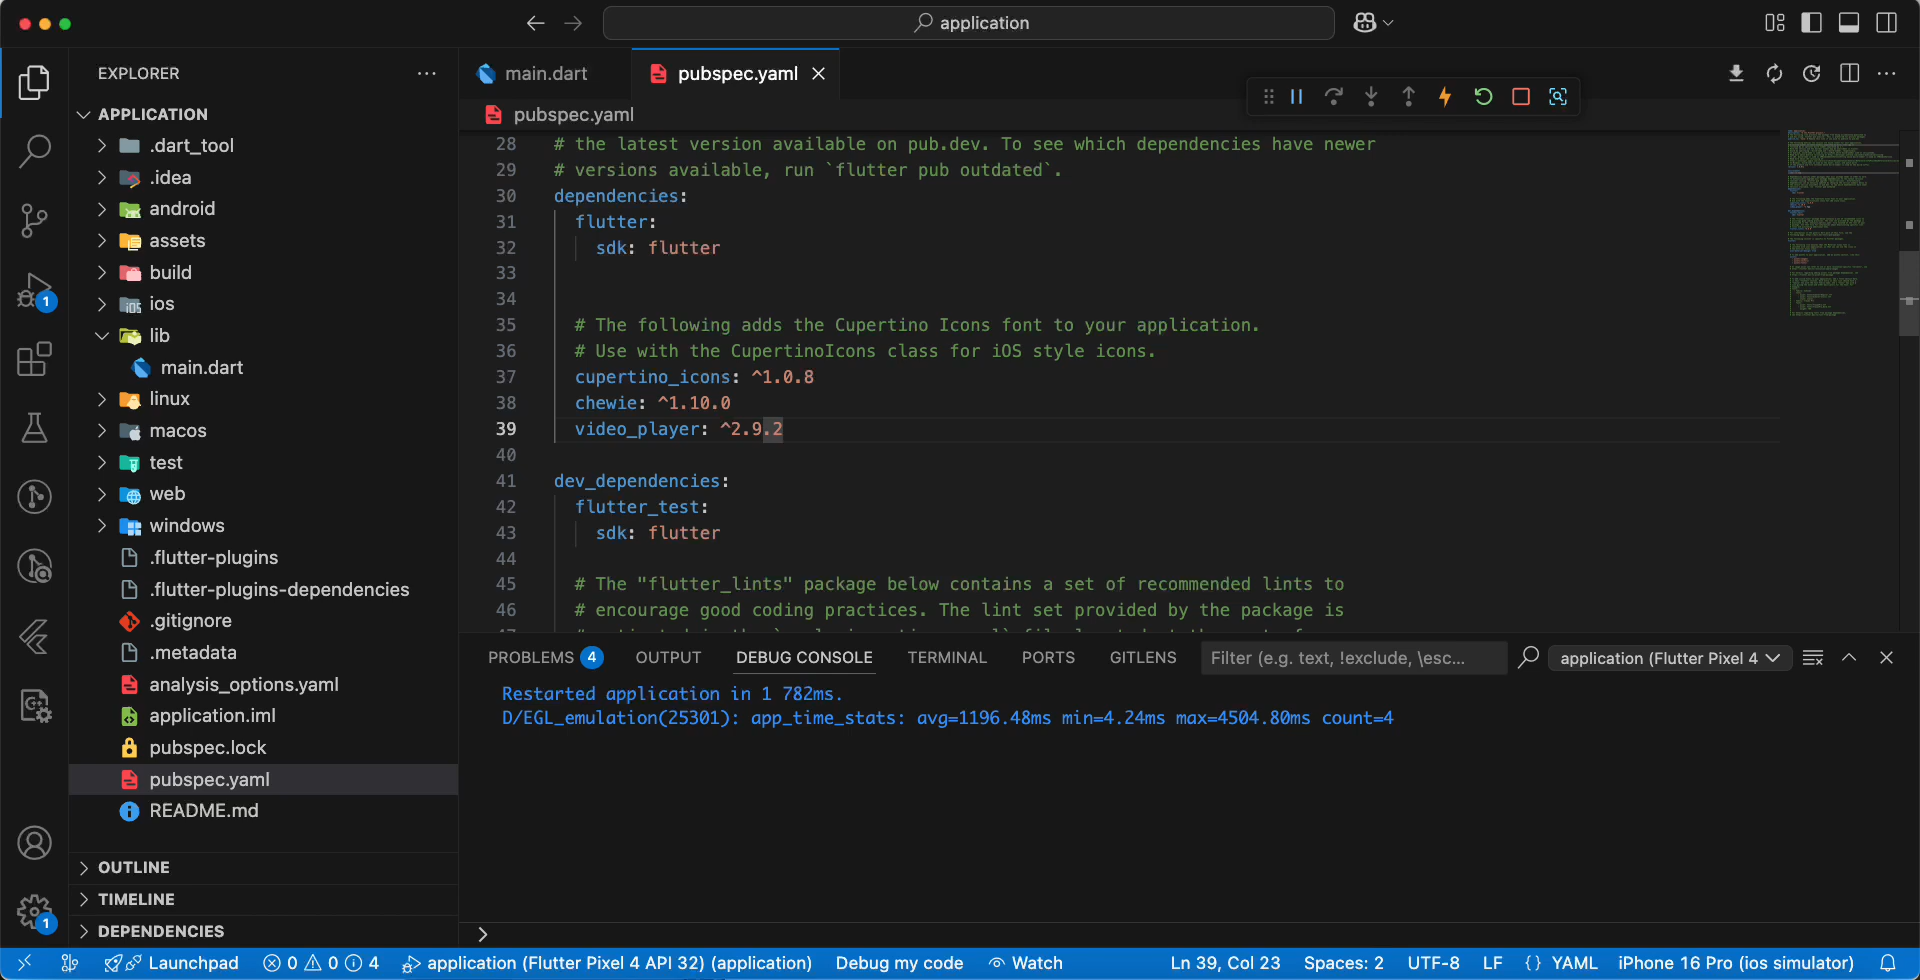 application
EXPLORER
APPLICATION
.dart_tool
.idea
android
assets
build
ios
lib
main.dart
linux
macos
test
web
windows
.flutter-plugins
.flutter-plugins-dependencies
.gitignore
.metadata
analysis_options.yaml
application.iml
pubspec.lock
pubspec.yaml
README.md
OUTLINE
TIMELINE
DEPENDENCIES
1
1
main.dart
pubspec.yaml
pubspec.yaml
28 # the latest version available on pub.dev. To see which dependencies have newer
29 # versions available, run `flutter pub outdated`.
30 dependencies:
31 flutter:
32 sdk: flutter
33
34
35 # The following adds the Cupertino Icons font to your application.
36 # Use with the CupertinoIcons class for iOS style icons.
37 cupertino_icons: ^1.0.8
38 chewie: ^1.10.0
39 video_player: ^2.9.2
40
41 dev_dependencies:
42 flutter_test:
43 sdk: flutter
44
45 # The "flutter_lints" package below contains a set of recommended lints to
46 # encourage good coding practices. The lint set provided by the package is
PROBLEMS 4 OUTPUT DEBUG CONSOLE TERMINAL PORTS GITLENS Filter (e.g. text, !exclude, \esc... application (Flutter Pixel 4
Restarted application in 1 782ms.
D/EGL_emulation(25301): app_time_stats: avg=1196.48ms min=4.24ms max=4504.80ms count=4
Launchpad 0 0 4 application (Flutter Pixel 4 API 32) (application) Debug my code Watch Ln 39, Col 23 Spaces: 2 UTF-8 LF {} YAML iPhone 16 Pro (ios simulator)